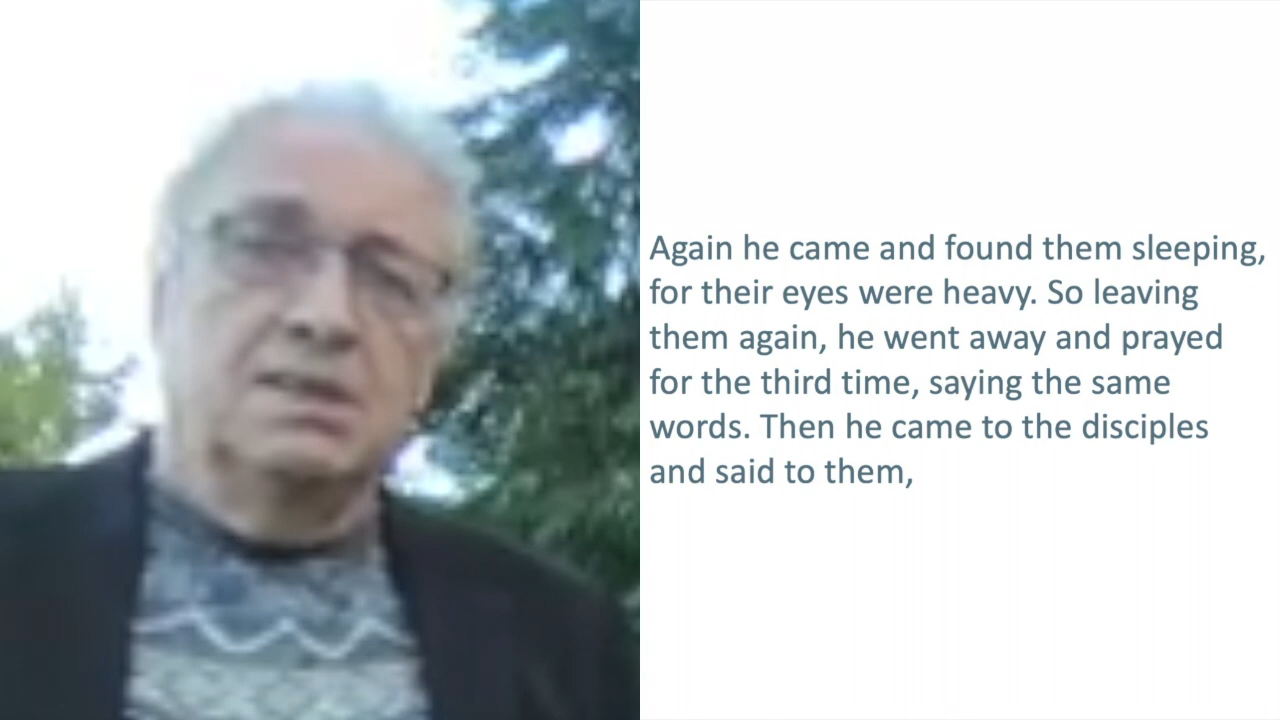 Again he came and found them sleeping,
for their eyes were heavy. So leaving
them again, he went away and prayed
for the third time, saying the same
words. Then he came to the disciples
and said to them,